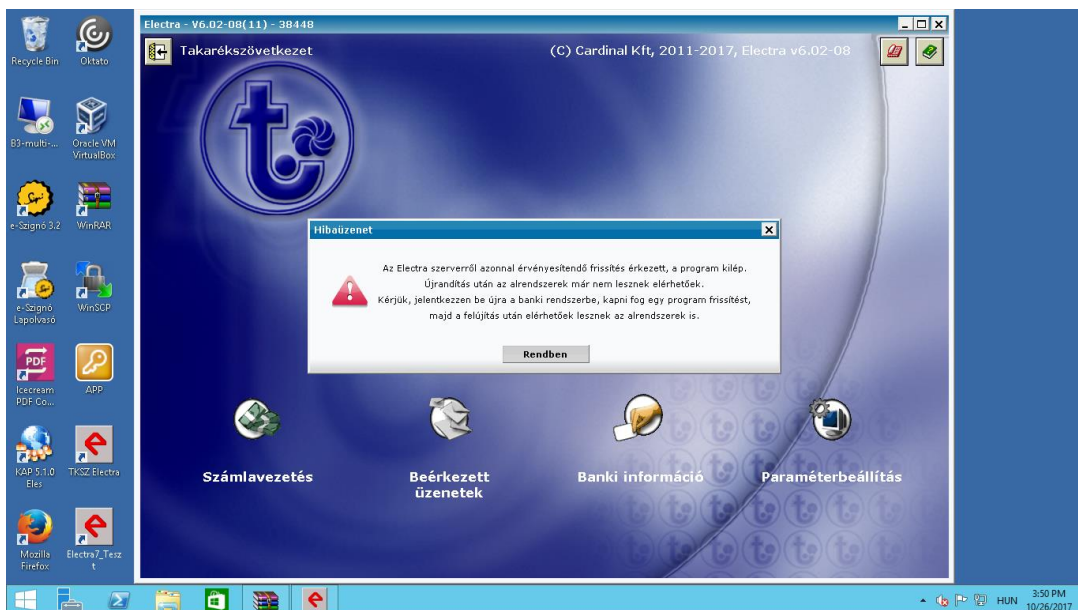 Electra - V6.02-08(11) - 38448
Takarékszövetkezet
(C) Cardinal Kft, 2011-2017, Electra v6.02-08
Recycle Bin
Oktato
B3-multi-...
Oracle VM
VirtualBox
e-Szignó 3.2
WinRAR
e-Szignó
Lapolvasó
WinSCP
PDF
Icecream
PDF Co...
APP
KAP 5.1.0
Eles
TKSZ Electra
Mozilla
Firefox
Electra7_Tesz
t
Hibaüzenet
Az Electra szerverről azonnal érvényesítendő frissítés érkezett, a program kilép.
Újrandítás után az alrendszerek már nem lesznek elérhetőek.
Kérjük, jelentkezzen be újra a banki rendszerbe, kapni fog egy program frissítést,
majd a felújítás után elérhetőek lesznek az alrendszerek is.
Rendben
Számlavezetés
Beérkezett
üzenetek
Banki információ
Paraméterbeállítás
HUN
3:50 PM
10/26/2017